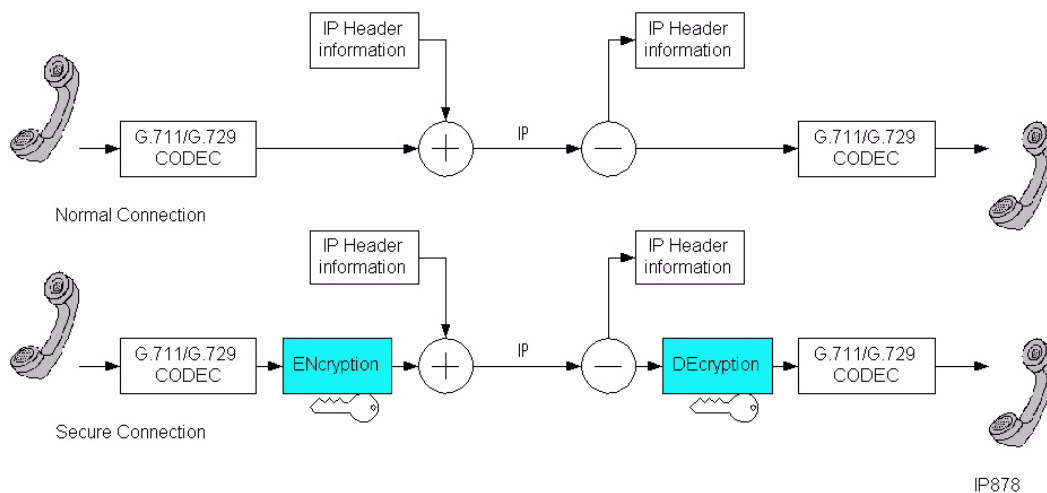 IP Header
information
IP Header
information
G.711/G.729
CODEC
+
IP
−
G.711/G.729
CODEC
Normal Connection
IP Header
information
IP Header
information
G.711/G.729
CODEC
ENcryption
+
IP
−
DEcryption
G.711/G.729
CODEC
Secure Connection
IP878